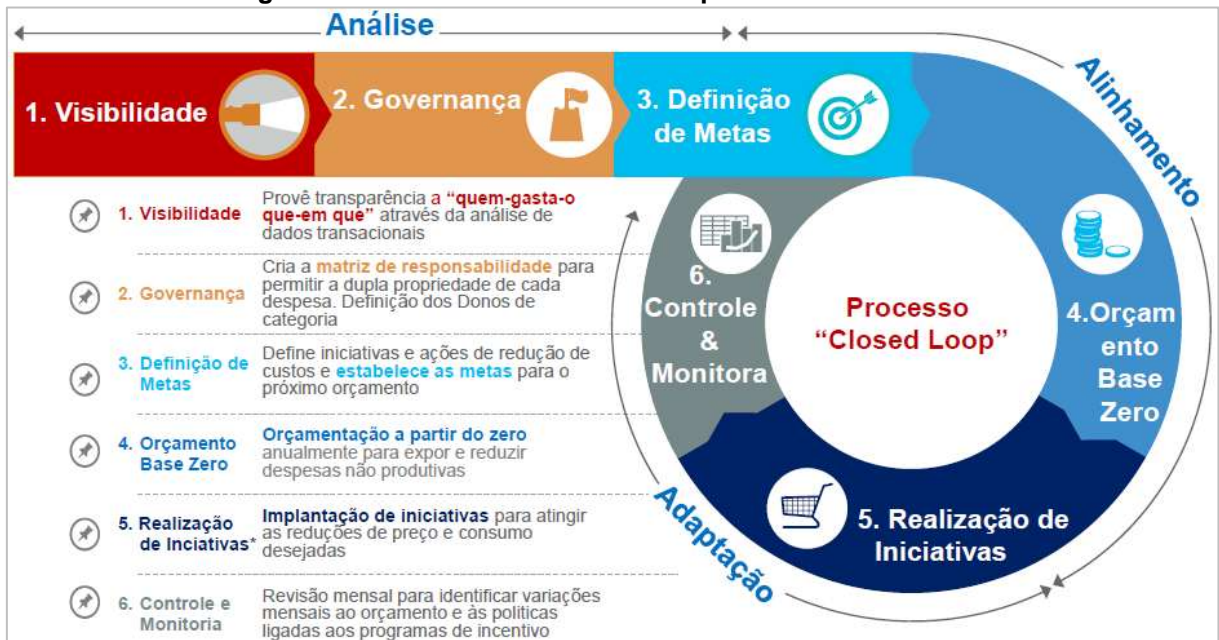 Análise
Alinhamento
1. Visibilidade
2. Governança
3. Definição
de Metas
1. Visibilidade
Provê transparência a “quem-gasta-o
que-em que” através da análise de
dados transacionais
2. Governança
Cria a matriz de responsabilidade para
permitir a dupla propriedade de cada
despesa. Definição dos Donos de
categoria
3. Definição de
Metas
Define iniciativas e ações de redução de
custos e estabelece as metas para o
próximo orçamento
4. Orçamento
Base Zero
Orçamentação a partir do zero
anualmente para expor e reduzir
despesas não produtivas
5. Realização
de Inciativas*
Implantação de iniciativas para atingir
as reduções de preço e consumo
desejadas
6. Controle e
Monitoria
Revisão mensal para identificar variações
mensais ao orçamento e às politicas
ligadas aos programas de incentivo
6.
Controle
&
Monitora
Processo
“Closed Loop”
4.Orçam
ento
Base
Zero
5. Realização de
Iniciativas
Adaptação